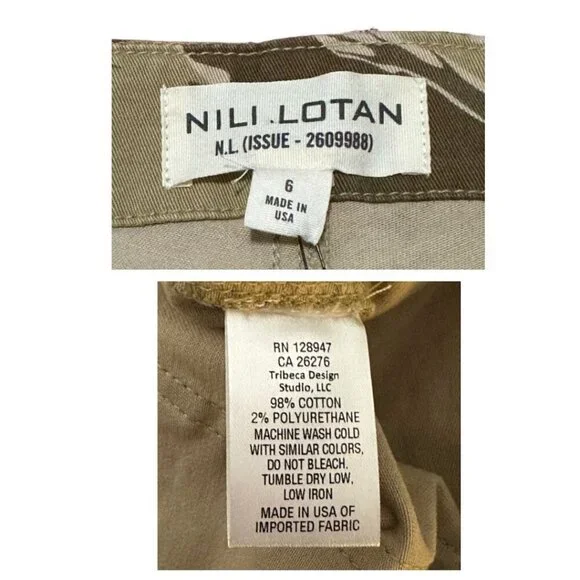 NILI LOTAN
N.L. (ISSUE - 2609988)
6
MADE IN
USA
RN 128947
CA 26276
Tribeca Design
Studio, LLC
98% COTTON
2% POLYURETHANE
MACHINE WASH COLD
WITH SIMILAR COLORS,
DO NOT BLEACH.
TUMBLE DRY LOW,
LOW IRON
MADE IN USA OF
IMPORTED FABRIC